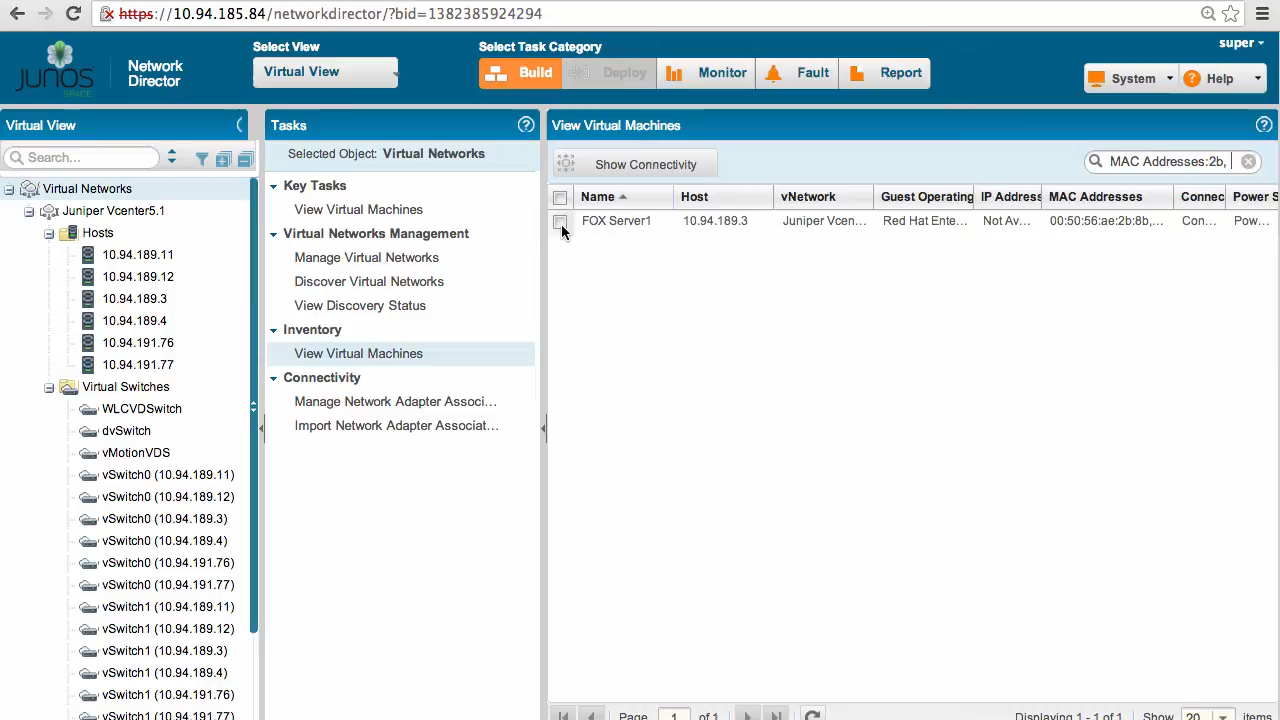 https://10.94.185.84/networkdirector/?bid=1382385924294
super
JUNOS
SPACE
Network
Director
Select View
Virtual View
Select Task Category
Build
Deploy
Monitor
Fault
Report
System
Help
Virtual View
Search...
Virtual Networks
Juniper Vcenter5.1
Hosts
10.94.189.11
10.94.189.12
10.94.189.3
10.94.189.4
10.94.191.76
10.94.191.77
Virtual Switches
WLCVDSwitch
dvSwitch
vMotionVDS
vSwitch0 (10.94.189.11)
vSwitch0 (10.94.189.12)
vSwitch0 (10.94.189.3)
vSwitch0 (10.94.189.4)
vSwitch0 (10.94.191.76)
vSwitch0 (10.94.191.77)
vSwitch1 (10.94.189.11)
vSwitch1 (10.94.189.12)
vSwitch1 (10.94.189.3)
vSwitch1 (10.94.189.4)
vSwitch1 (10.94.191.76)
vSwitch1 (10.94.191.77)
Tasks
Selected Object: Virtual Networks
Key Tasks
View Virtual Machines
Virtual Networks Management
Manage Virtual Networks
Discover Virtual Networks
View Discovery Status
Inventory
View Virtual Machines
Connectivity
Manage Network Adapter Associ...
Import Network Adapter Associat...
View Virtual Machines
Show Connectivity
MAC Addresses:2b,
Name Host vNetwork Guest Operating IP Address MAC Addresses Connec Power S
FOX Server1 10.94.189.3 Juniper Vcen... Red Hat Ente... Not Av... 00:50:56:ae:2b:8b,... Con... Pow...
Page 1 of 1
Displaying 1 - 1 of 1 Show 20 items